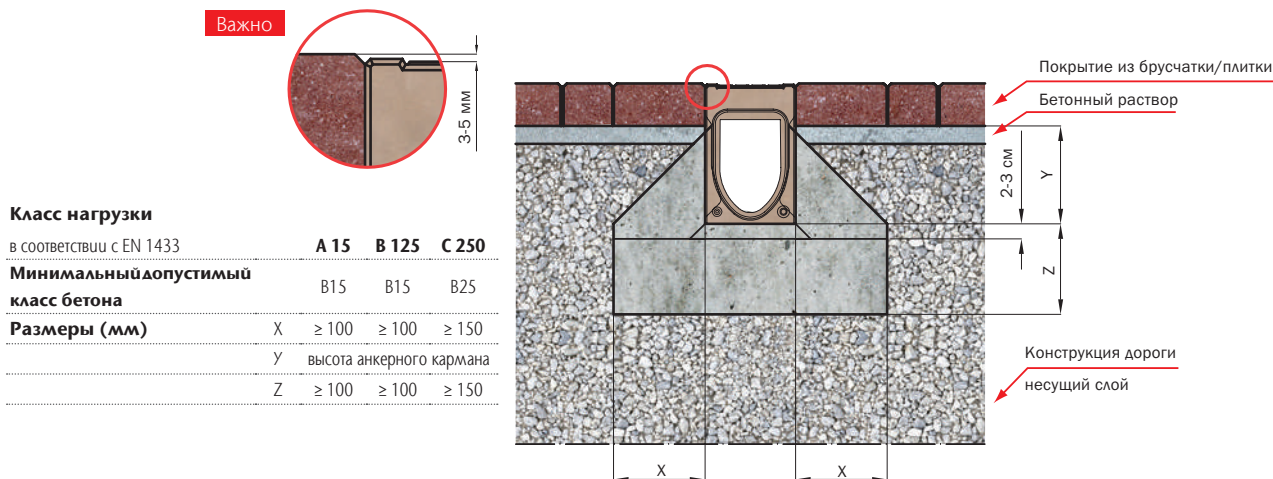 Важно
3-5 мм
Покрытие из брусчатки/плитки
Бетонный раствор
2-3 см
Y
Z
Конструкция дороги
несущий слой
X X
Класс нагрузки
в соответствии с EN 1433 A 15 B 125 C 250
Минимальныйдопустимый
класс бетона B15 B15 B25
Размеры (мм) X ≥ 100 ≥ 100 ≥ 150
У высота анкерного кармана
Z ≥ 100 ≥ 100 ≥ 150